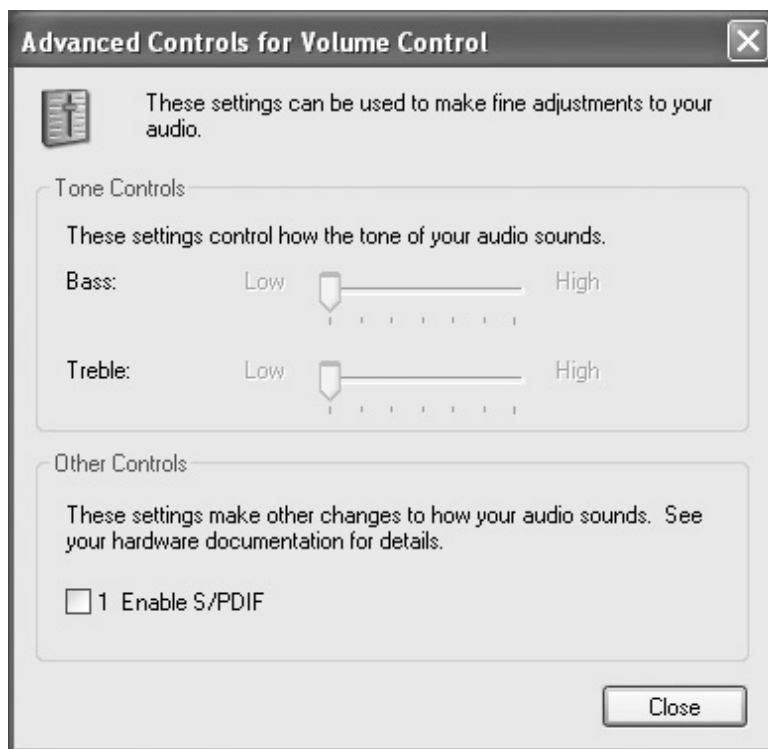 Advanced Controls for Volume Control
These settings can be used to make fine adjustments to your
audio.
Tone Controls
These settings control how the tone of your audio sounds.
Bass: Low High
Treble: Low High
Other Controls
These settings make other changes to how your audio sounds. See
your hardware documentation for details.
1 Enable S/PDIF
Close